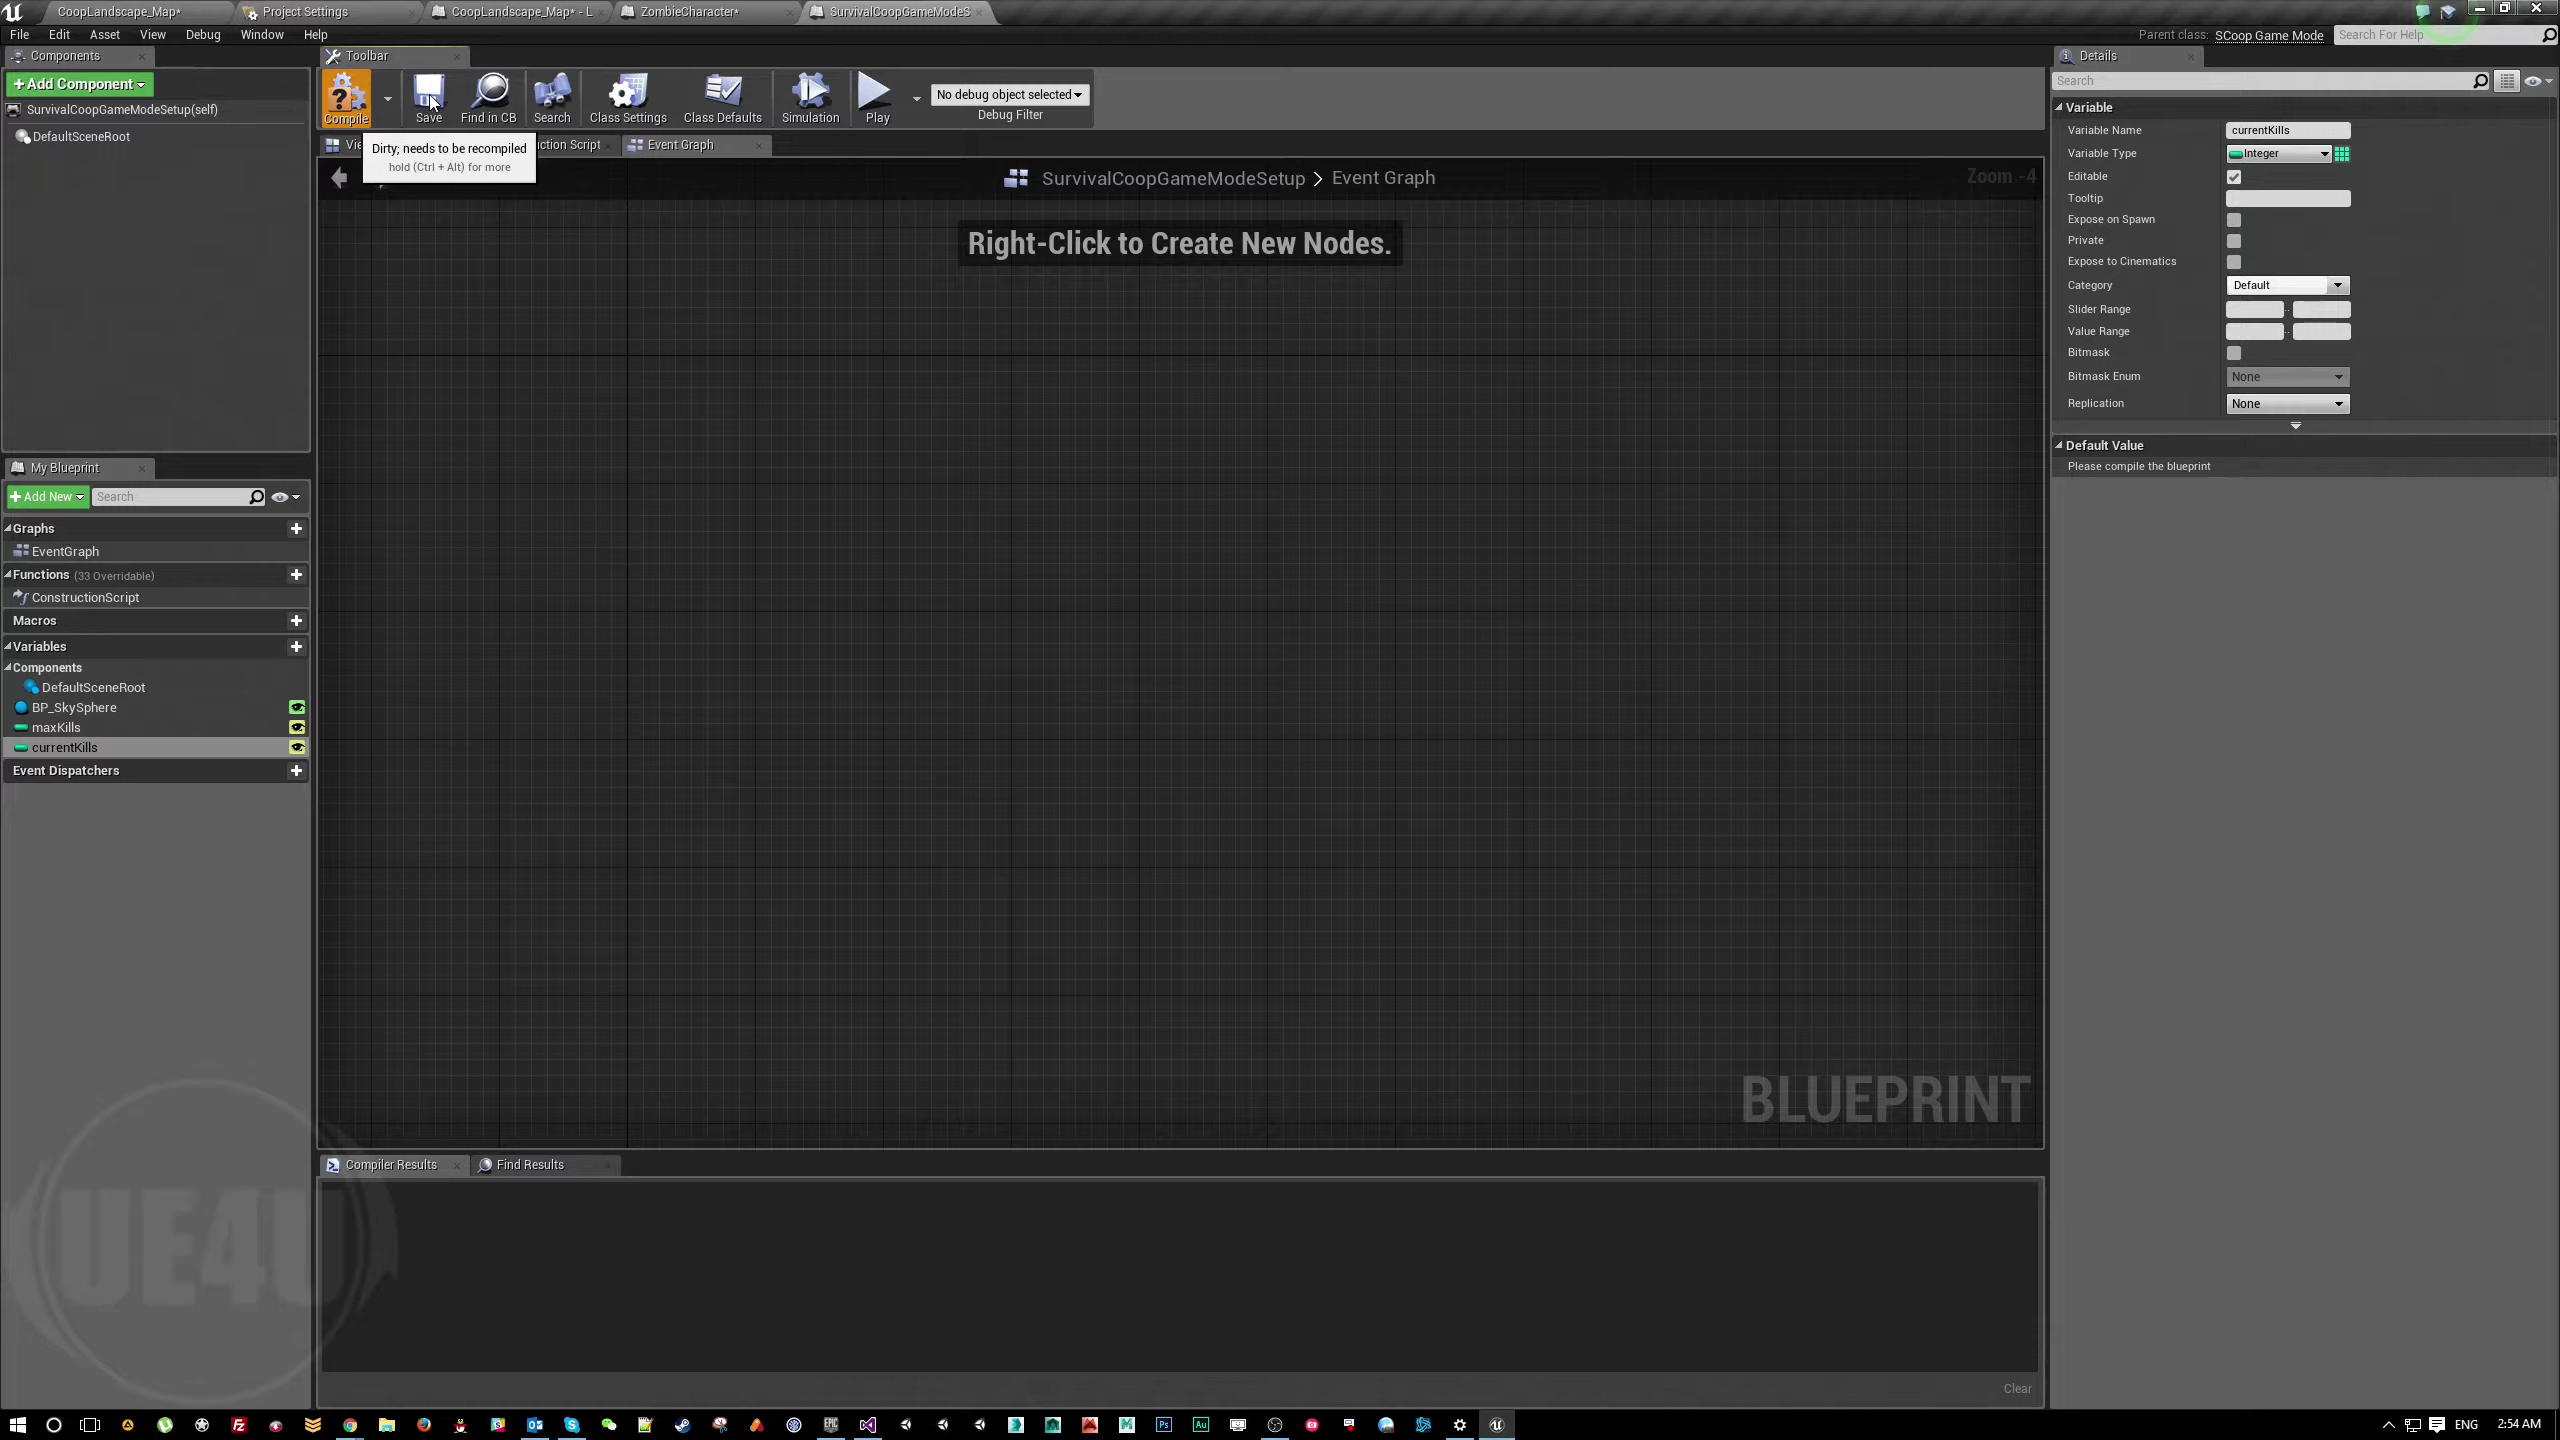 CoopLandscape_Map*
Project Settings
CoopLandscape_Map* - L
ZombieCharacter*
SurvivalCoopGameModeS
File Edit Asset View Debug Window Help
Parent class: SCoop Game Mode
Search For Help
Components
Toolbar
Details
+Add Component
SurvivalCoopGameModeSetup(self)
DefaultSceneRoot
Compile
Save
Find in CB
Search
Class Settings
Class Defaults
Simulation
Play
No debug object selected
Debug Filter
Dirty; needs to be recompiled
hold (Ctrl + Alt) for more
Vie
ction Script
Event Graph
SurvivalCoopGameModeSetup > Event Graph
Zoom -4
Right-Click to Create New Nodes.
BLUEPRINT
My Blueprint
+Add New
Search
Graphs
EventGraph
Functions (33 Overridable)
ConstructionScript
Macros
Variables
Components
DefaultSceneRoot
BP_SkySphere
maxKills
currentKills
Event Dispatchers
Search
Variable
Variable Name currentKills
Variable Type Integer
Editable
Tooltip
Expose on Spawn
Private
Expose to Cinematics
Category Default
Slider Range
Value Range
Bitmask
Bitmask Enum None
Replication None
Default Value
Please compile the blueprint
Compiler Results
Find Results
Clear
UE4U
ENG
2:54 AM